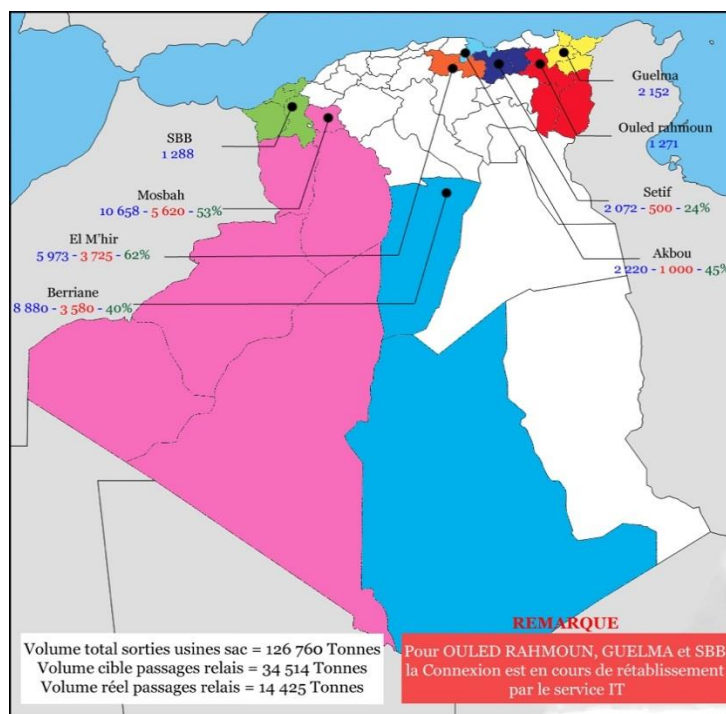 Guelma
2 152
Ouled rahmoun
1 271
SBB
1 288
Setif
2 072 - 500 - 24%
Mosbah
10 658 - 5 620 - 53%
El M'hir
5 973 - 3 725 - 62%
Akbou
2 220 - 1 000 - 45%
Berriane
8 880 - 3 580 - 40%
REMARQUE
Volume total sorties usines sac = 126 760 Tonnes
Volume cible passages relais = 34 514 Tonnes
Volume réel passages relais = 14 425 Tonnes
Pour OULED RAHMOUN, GUELMA et SBB
la Connexion est en cours de rétablissement
par le service IT